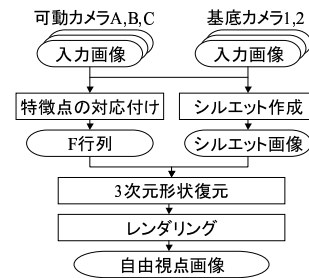 可動カメラA,B,C 基底カメラ1,2
入力画像 入力画像
特徴点の対応付け シルエット作成
F行列 シルエット画像
3次元形状復元
レンダリング
自由視点画像